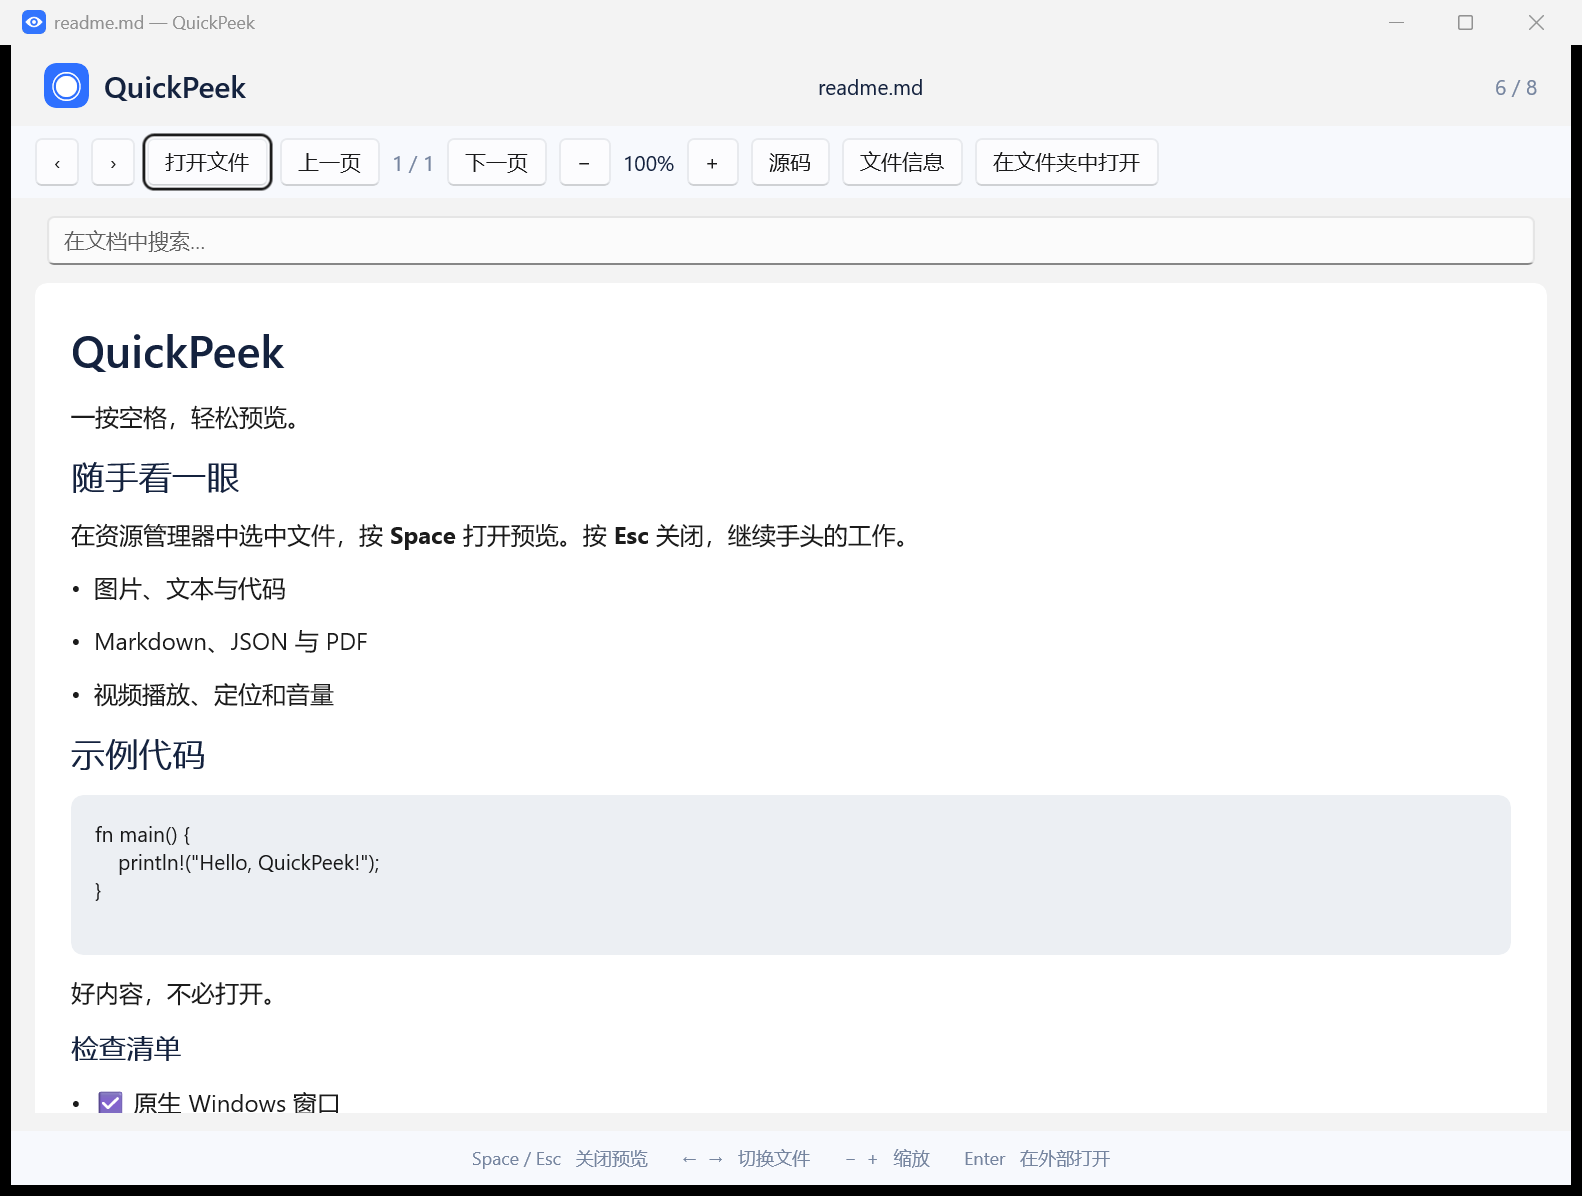 readme.md — QuickPeek
QuickPeek
readme.md
6 / 8
‹ › 打开文件 上一页 1 / 1 下一页 − 100% + 源码 文件信息 在文件夹中打开
在文档中搜索...
QuickPeek
一按空格，轻松预览。
随手看一眼
在资源管理器中选中文件，按 Space 打开预览。按 Esc 关闭，继续手头的工作。
• 图片、文本与代码
• Markdown、JSON 与 PDF
• 视频播放、定位和音量
示例代码
fn main() {
    println!("Hello, QuickPeek!");
}
好内容，不必打开。
检查清单
• ☑ 原生 Windows 窗口
Space / Esc 关闭预览 ← → 切换文件 − + 缩放 Enter 在外部打开